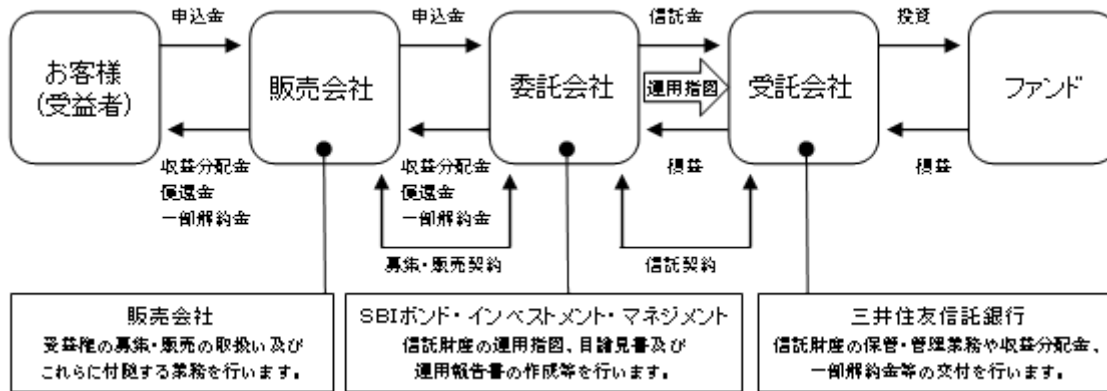 申込金
申込金
信託金
投資
お客様
(受益者)
販売会社
委託会社
運用指図
受託会社
ファンド
収益分配金
償還金
一部解約金
収益分配金
償還金
一部解約金
損益
損益
募集・販売契約
信託契約
販売会社
受益権の募集・販売の取扱い及び
これらに付随する業務を行います。
SBIボンド・インベストメント・マネジメント
信託財産の運用指図、目論見書及び
運用報告書の作成等を行います。
三井住友信託銀行
信託財産の保管・管理業務や収益分配金、
一部解約金等の交付を行います。